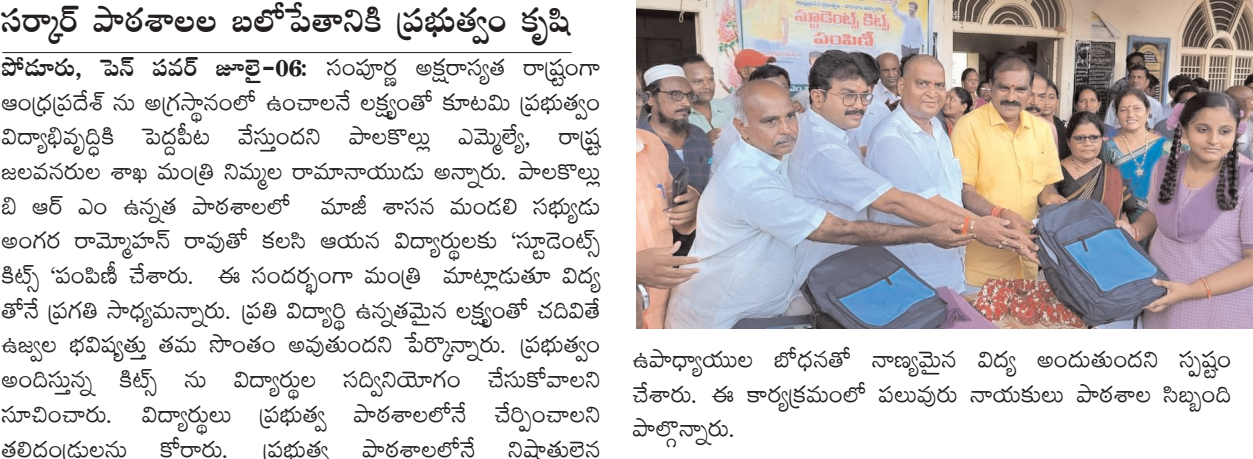 సర్కార్ పాఠశాలల బలోపేతానికి ప్రభుత్వం కృషి
పోడూరు, పెన్ పవర్ జూలై-06: సంపూర్ణ అక్షరాస్యత రాష్ట్రంగా
ఆంధ్రప్రదేశ్ ను అగ్రస్థానంలో ఉంచాలనే లక్ష్యంతో కూటమి ప్రభుత్వం
విద్యాభివృద్ధికి పెద్దపీట వేస్తుందని పాలకొల్లు ఎమ్మెల్యే, రాష్ట్ర
జలవనరుల శాఖ మంత్రి నిమ్మల రామానాయుడు అన్నారు. పాలకొల్లు
బి ఆర్ ఎం ఉన్నత పాఠశాలలో మాజీ శాసన మండలి సభ్యుడు
అంగర రామ్మోహన్ రావుతో కలసి ఆయన విద్యార్థులకు ‘స్టూడెంట్స్
కిట్స్ ‘పంపిణీ చేశారు. ఈ సందర్భంగా మంత్రి మాట్లాడుతూ విద్య
తోనే ప్రగతి సాధ్యమన్నారు. ప్రతి విద్యార్థి ఉన్నతమైన లక్ష్యంతో చదివితే
ఉజ్వల భవిష్యత్తు తమ సొంతం అవుతుందని పేర్కొన్నారు. ప్రభుత్వం
అందిస్తున్న కిట్స్ ను విద్యార్థుల సద్వినియోగం చేసుకోవాలని
సూచించారు. విద్యార్థులు ప్రభుత్వ పాఠశాలలోనే చేర్పించాలని
తలిదండ్రులను కోరారు. ప్రభుత్వ పాఠశాలలోనే నిష్ణాతులైన
స్టూడెంట్స్ కిట్స్
పంపిణీ
ఉపాధ్యాయుల బోధనతో నాణ్యమైన విద్య అందుతుందని స్పష్టం
చేశారు. ఈ కార్యక్రమంలో పలువురు నాయకులు పాఠశాల సిబ్బంది
పాల్గొన్నారు.